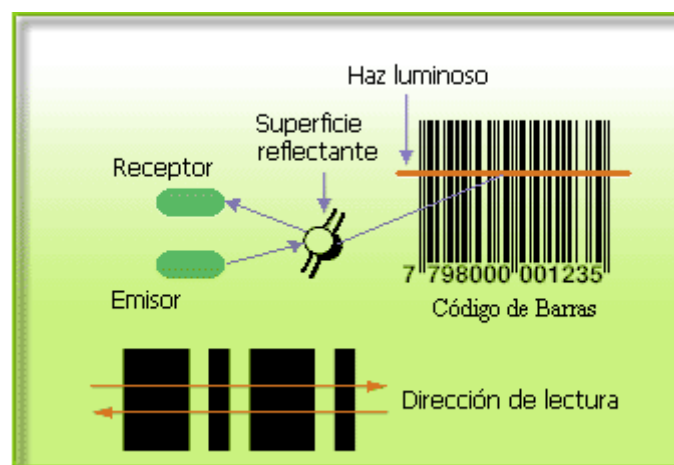 Haz luminoso
Superficie
reflectante
Receptor
Emisor
7 798000 001235
Código de Barras
Dirección de lectura